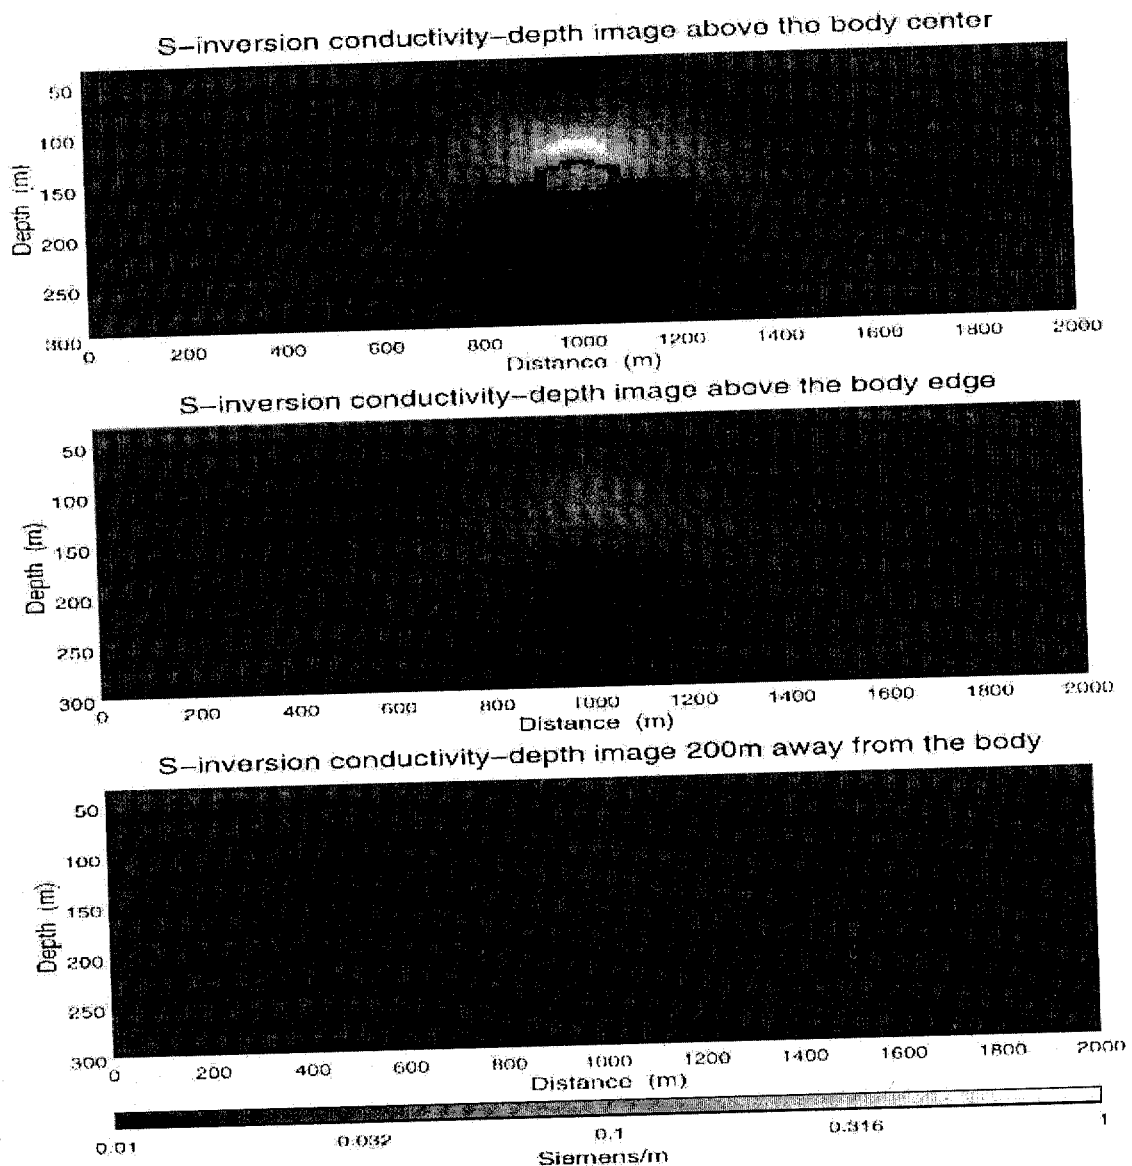 S-inversion conductivity-depth image above the body center
50
100
150
200
250
300
Depth (m)
0 200 400 600 800 1000 1200 1400 1600 1800 2000
Distance (m)
S-inversion conductivity-depth image above the body edge
50
100
150
200
250
300
Depth (m)
0 200 400 600 800 1000 1200 1400 1600 1800 2000
Distance (m)
S-inversion conductivity-depth image 200m away from the body
50
100
150
200
250
300
Depth (m)
0 200 400 600 800 1000 1200 1400 1600 1800 2000
Distance (m)
0.01 0.032 0.1 0.316 1
Siemens/m